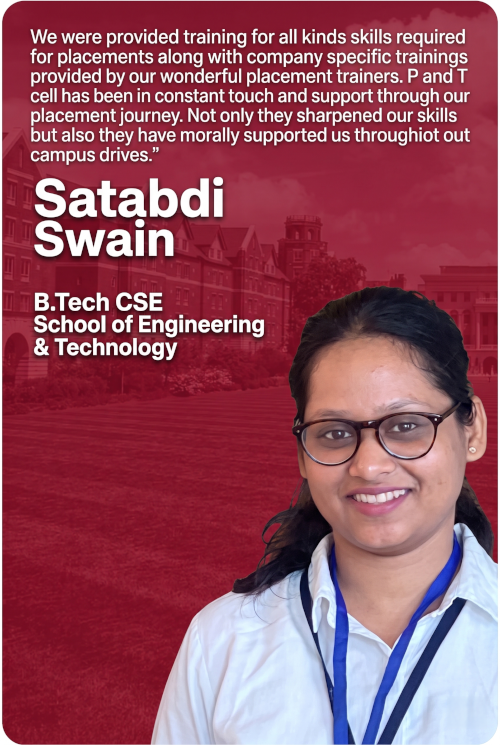 We were provided training for all kinds skills required
for placements along with company specific trainings
provided by our wonderful placement trainers. P and T
cell has been in constant touch and support through our
placement journey. Not only they sharpened our skills
but also they have morally supported us throughiot out
campus drives.”
Satabdi
Swain
B.Tech CSE
School of Engineering
& Technology